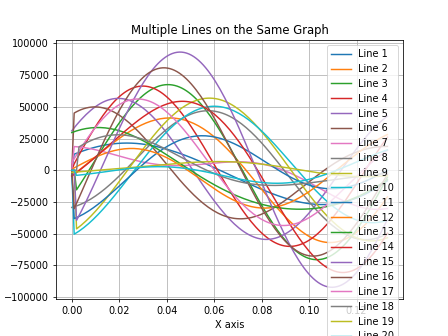 Multiple Lines on the Same Graph
100000
75000
50000
25000
0
−25000
−50000
−75000
−100000
0.00
0.02
0.04
0.06
0.08
0.10
X axis
Line 1
Line 2
Line 3
Line 4
Line 5
Line 6
Line 7
Line 8
Line 9
Line 10
Line 11
Line 12
Line 13
Line 14
Line 15
Line 16
Line 17
Line 18
Line 19
Line 20